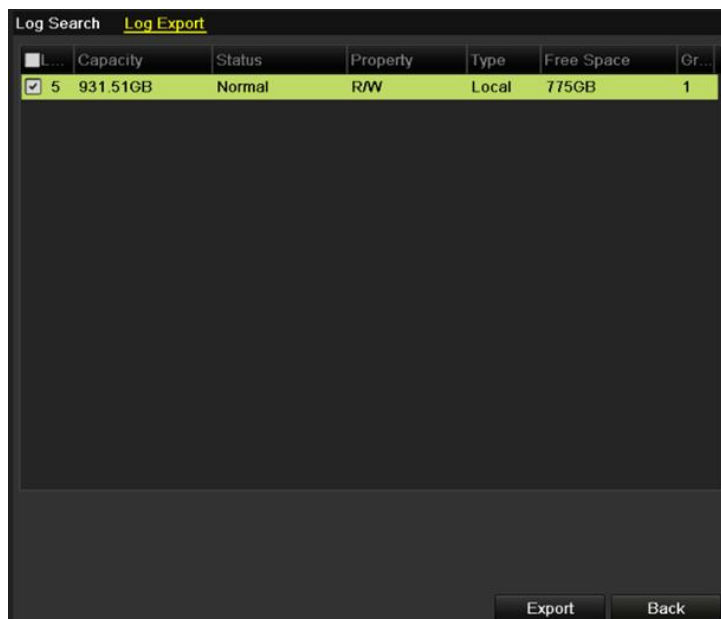 Log Search Log Export
L... Capacity Status Property Type Free Space Gr...
5 931.51GB Normal R/W Local 775GB 1
Export Back